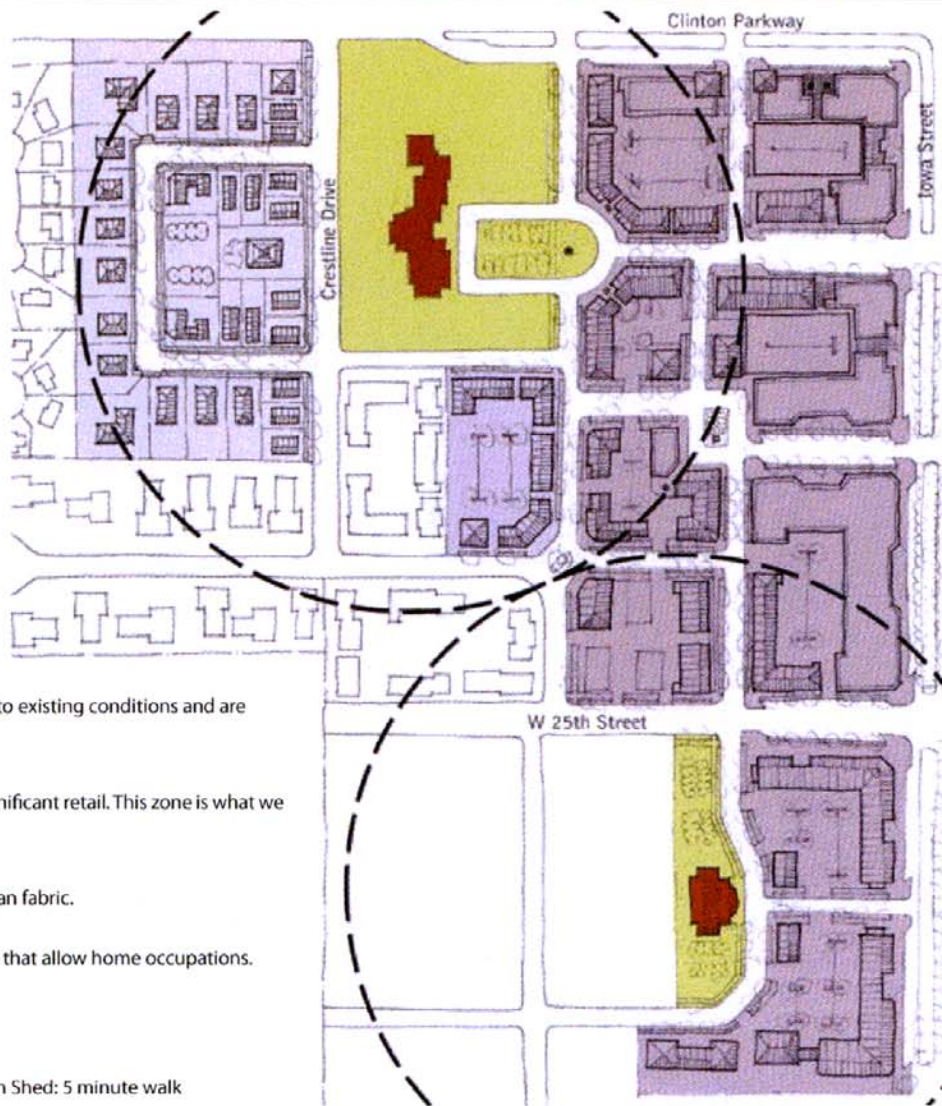 Clinton Parkway
Iowa Street
Crestline Drive
to existing conditions and are
W 25th Street
nificant retail. This zone is what we
an fabric.
that allow home occupations.
n Shed: 5 minute walk